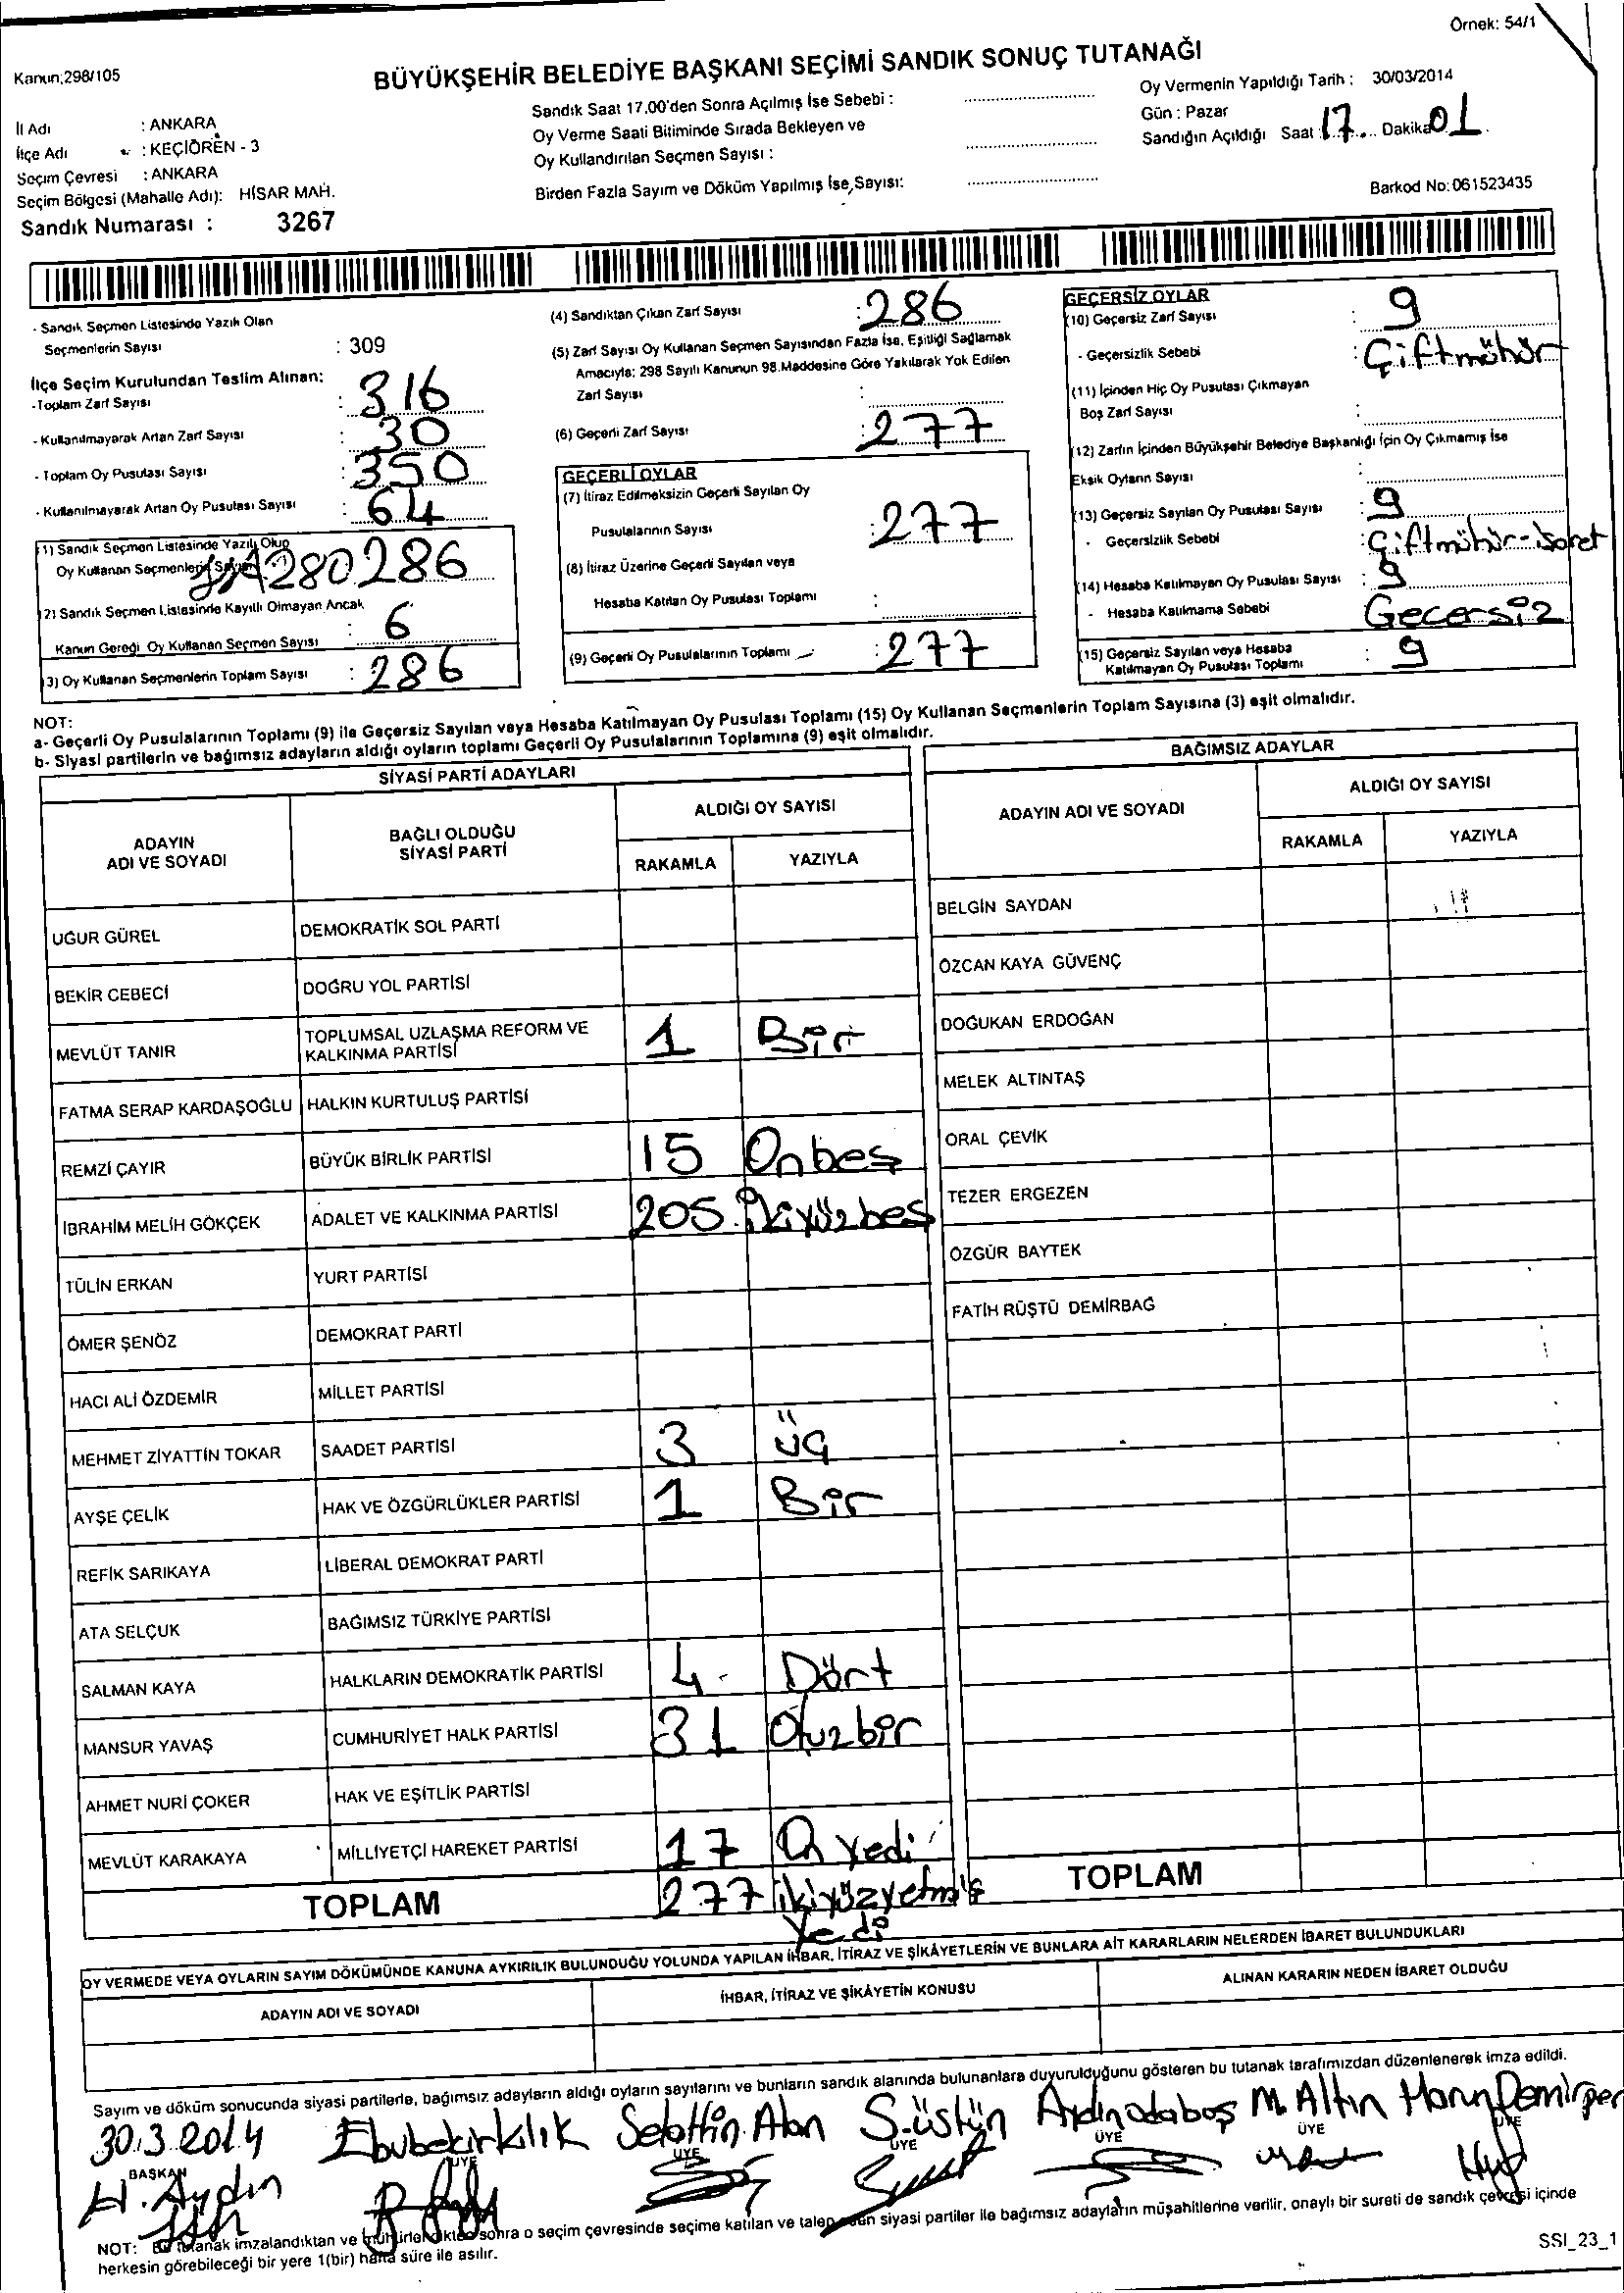 Örnek: 54/1
Kanun;298/105
BÜYÜKŞEHİR BELEDİYE BAŞKANI SEÇİMİ SANDIK SONUÇ TUTANAĞI
İl Adı : ANKARA
İlçe Adı : KEÇİÖREN - 3
Seçim Çevresi : ANKARA
Seçim Bölgesi (Mahalle Adı): HİSAR MAH.
Sandık Numarası : 3267
Sandık Saat 17.00'den Sonra Açılmış İse Sebebi :
Oy Verme Saati Bitiminde Sırada Bekleyen ve
Oy Kullandırılan Seçmen Sayısı :
Birden Fazla Sayım ve Döküm Yapılmış İse,Sayısı:
Oy Vermenin Yapıldığı Tarih : 30/03/2014
Gün : Pazar
Sandığın Açıldığı Saat : 17 Dakika 01
Barkod No:061523435
- Sandık Seçmen Listesinde Yazılı Olan
Seçmenlerin Sayısı : 309
İlçe Seçim Kurulundan Teslim Alınan:
-Toplam Zarf Sayısı : 316
- Kullanılmayarak Artan Zarf Sayısı : 30
- Toplam Oy Pusulası Sayısı : 350
- Kullanılmayarak Artan Oy Pusulası Sayısı : 64
(1) Sandık Seçmen Listesinde Yazılı Olup
Oy Kullanan Seçmenlerin Sayısı 280 286
(2) Sandık Seçmen Listesinde Kayıtlı Olmayan Ancak
Kanun Gereği Oy Kullanan Seçmen Sayısı : 6
(3) Oy Kullanan Seçmenlerin Toplam Sayısı : 286
(4) Sandıktan Çıkan Zarf Sayısı : 286
(5) Zarf Sayısı Oy Kullanan Seçmen Sayısından Fazla İse, Eşitliği Sağlamak
Amacıyla; 298 Sayılı Kanunun 98.Maddesine Göre Yakılarak Yok Edilen
Zarf Sayısı :
(6) Geçerli Zarf Sayısı : 277
GEÇERLİ OYLAR
(7) İtiraz Edilmeksizin Geçerli Sayılan Oy
Pusulalarının Sayısı : 277
(8) İtiraz Üzerine Geçerli Sayılan veya
Hesaba Katılan Oy Pusulası Toplamı :
(9) Geçerli Oy Pusulalarının Toplamı : 277
GEÇERSİZ OYLAR
(10) Geçersiz Zarf Sayısı : 9
- Geçersizlik Sebebi : Çiftmühür
(11) İçinden Hiç Oy Pusulası Çıkmayan
Boş Zarf Sayısı :
(12) Zarfın İçinden Büyükşehir Belediye Başkanlığı İçin Oy Çıkmamış İse
Eksik Oyların Sayısı :
(13) Geçersiz Sayılan Oy Pusulası Sayısı : 9
- Geçersizlik Sebebi : Çiftmühür-İşaret
(14) Hesaba Katılmayan Oy Pusulası Sayısı : 9
- Hesaba Katılmama Sebebi Gecersiz
(15) Geçersiz Sayılan veya Hesaba
Katılmayan Oy Pusulası Toplamı : 9
NOT:
a- Geçerli Oy Pusulalarının Toplamı (9) ile Geçersiz Sayılan veya Hesaba Katılmayan Oy Pusulası Toplamı (15) Oy Kullanan Seçmenlerin Toplam Sayısına (3) eşit olmalıdır.
b- Siyasi partilerin ve bağımsız adayların aldığı oyların toplamı Geçerli Oy Pusulalarının Toplamına (9) eşit olmalıdır.
SİYASİ PARTİ ADAYLARI
ADAYIN ADI VE SOYADI
BAĞLI OLDUĞU SİYASİ PARTİ
ALDIĞI OY SAYISI
RAKAMLA YAZIYLA
UĞUR GÜREL DEMOKRATİK SOL PARTİ
BEKİR CEBECİ DOĞRU YOL PARTİSİ
MEVLÜT TANIR TOPLUMSAL UZLAŞMA REFORM VE KALKINMA PARTİSİ 1 Bir
FATMA SERAP KARDAŞOĞLU HALKIN KURTULUŞ PARTİSİ
REMZİ ÇAYIR BÜYÜK BİRLİK PARTİSİ 15 Onbeş
İBRAHİM MELİH GÖKÇEK ADALET VE KALKINMA PARTİSİ 205 İkiyüzbeş
TÜLİN ERKAN YURT PARTİSİ
ÖMER ŞENÖZ DEMOKRAT PARTİ
HACI ALİ ÖZDEMİR MİLLET PARTİSİ
MEHMET ZİYATTİN TOKAR SAADET PARTİSİ 3 üç
AYŞE ÇELİK HAK VE ÖZGÜRLÜKLER PARTİSİ 1 Bir
REFİK SARIKAYA LİBERAL DEMOKRAT PARTİ
ATA SELÇUK BAĞIMSIZ TÜRKİYE PARTİSİ
SALMAN KAYA HALKLARIN DEMOKRATİK PARTİSİ 4 Dört
MANSUR YAVAŞ CUMHURİYET HALK PARTİSİ 31 Otuzbir
AHMET NURİ ÇOKER HAK VE EŞİTLİK PARTİSİ
MEVLÜT KARAKAYA MİLLİYETÇİ HAREKET PARTİSİ 17 On yedi
TOPLAM 277 ikiyüzyetmiş yedi
BAĞIMSIZ ADAYLAR
ADAYIN ADI VE SOYADI
ALDIĞI OY SAYISI
RAKAMLA YAZIYLA
BELGİN SAYDAN
ÖZCAN KAYA GÜVENÇ
DOĞUKAN ERDOĞAN
MELEK ALTINTAŞ
ORAL ÇEVİK
TEZER ERGEZEN
ÖZGÜR BAYTEK
FATİH RÜŞTÜ DEMİRBAĞ
TOPLAM
OY VERMEDE VEYA OYLARIN SAYIM DÖKÜMÜNDE KANUNA AYKIRILIK BULUNDUĞU YOLUNDA YAPILAN İHBAR, İTİRAZ VE ŞİKÂYETLERİN VE BUNLARA AİT KARARLARIN NELERDEN İBARET BULUNDUKLARI
ADAYIN ADI VE SOYADI
İHBAR, İTİRAZ VE ŞİKÂYETİN KONUSU
ALINAN KARARIN NEDEN İBARET OLDUĞU
Sayım ve döküm sonucunda siyasi partilerle, bağımsız adayların aldığı oyların sayılarını ve bunların sandık alanında bulunanlara duyurulduğunu gösteren bu tutanak tarafımızdan düzenlenerek imza edildi.
30.3.2014 Ebubekir Kılık Selattin Alan S.üstün Aydın odabaş M. Altın Harun Demirper
BAŞKAN ÜYE ÜYE ÜYE ÜYE ÜYE ÜYE
H. Aydın
NOT: Bu tutanak imzalandıktan ve mühürlendikten sonra o seçim çevresinde seçime katılan ve talep eden siyasi partiler ile bağımsız adayların müşahitlerine verilir, onaylı bir sureti de sandık çevresi içinde
herkesin görebileceği bir yere 1(bir) hafta süre ile asılır.
SSI_23_1